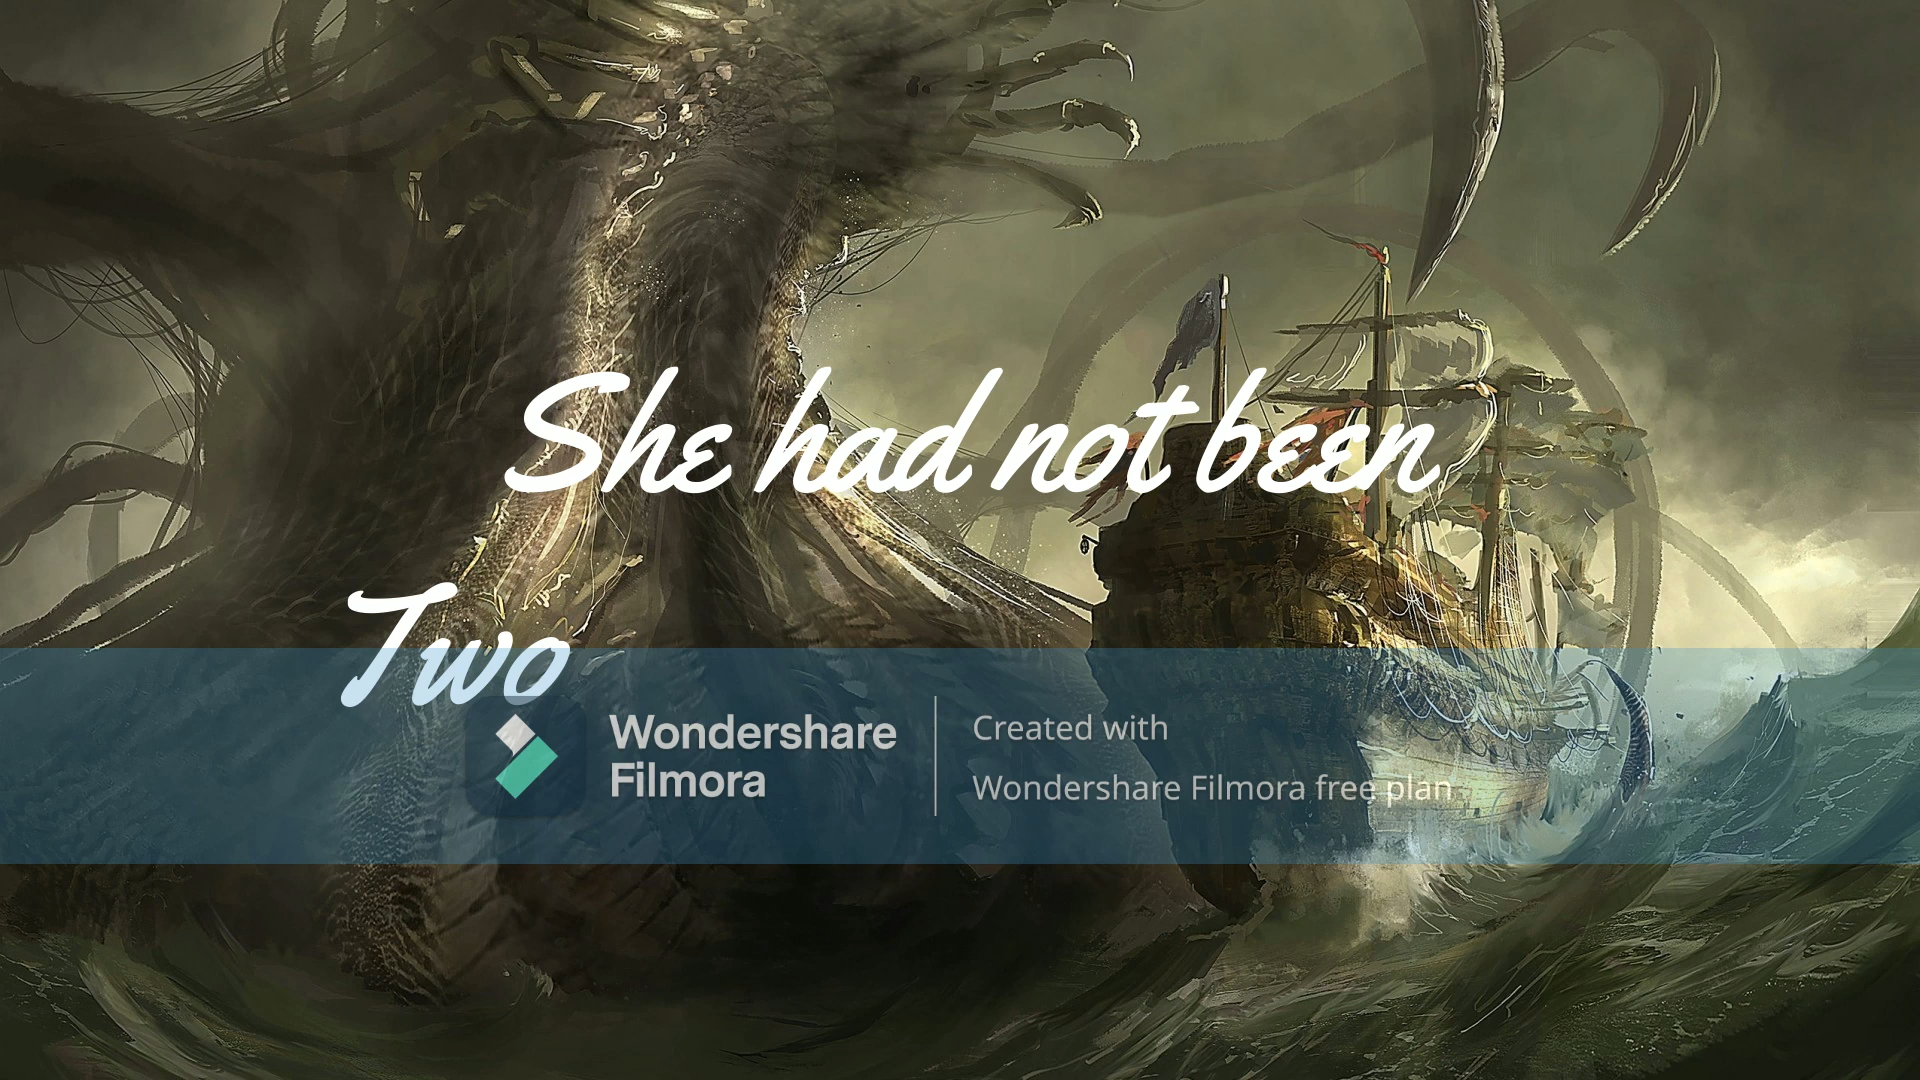 She had not been
Two
Wondershare
Filmora
Created with
Wondershare Filmora free plan